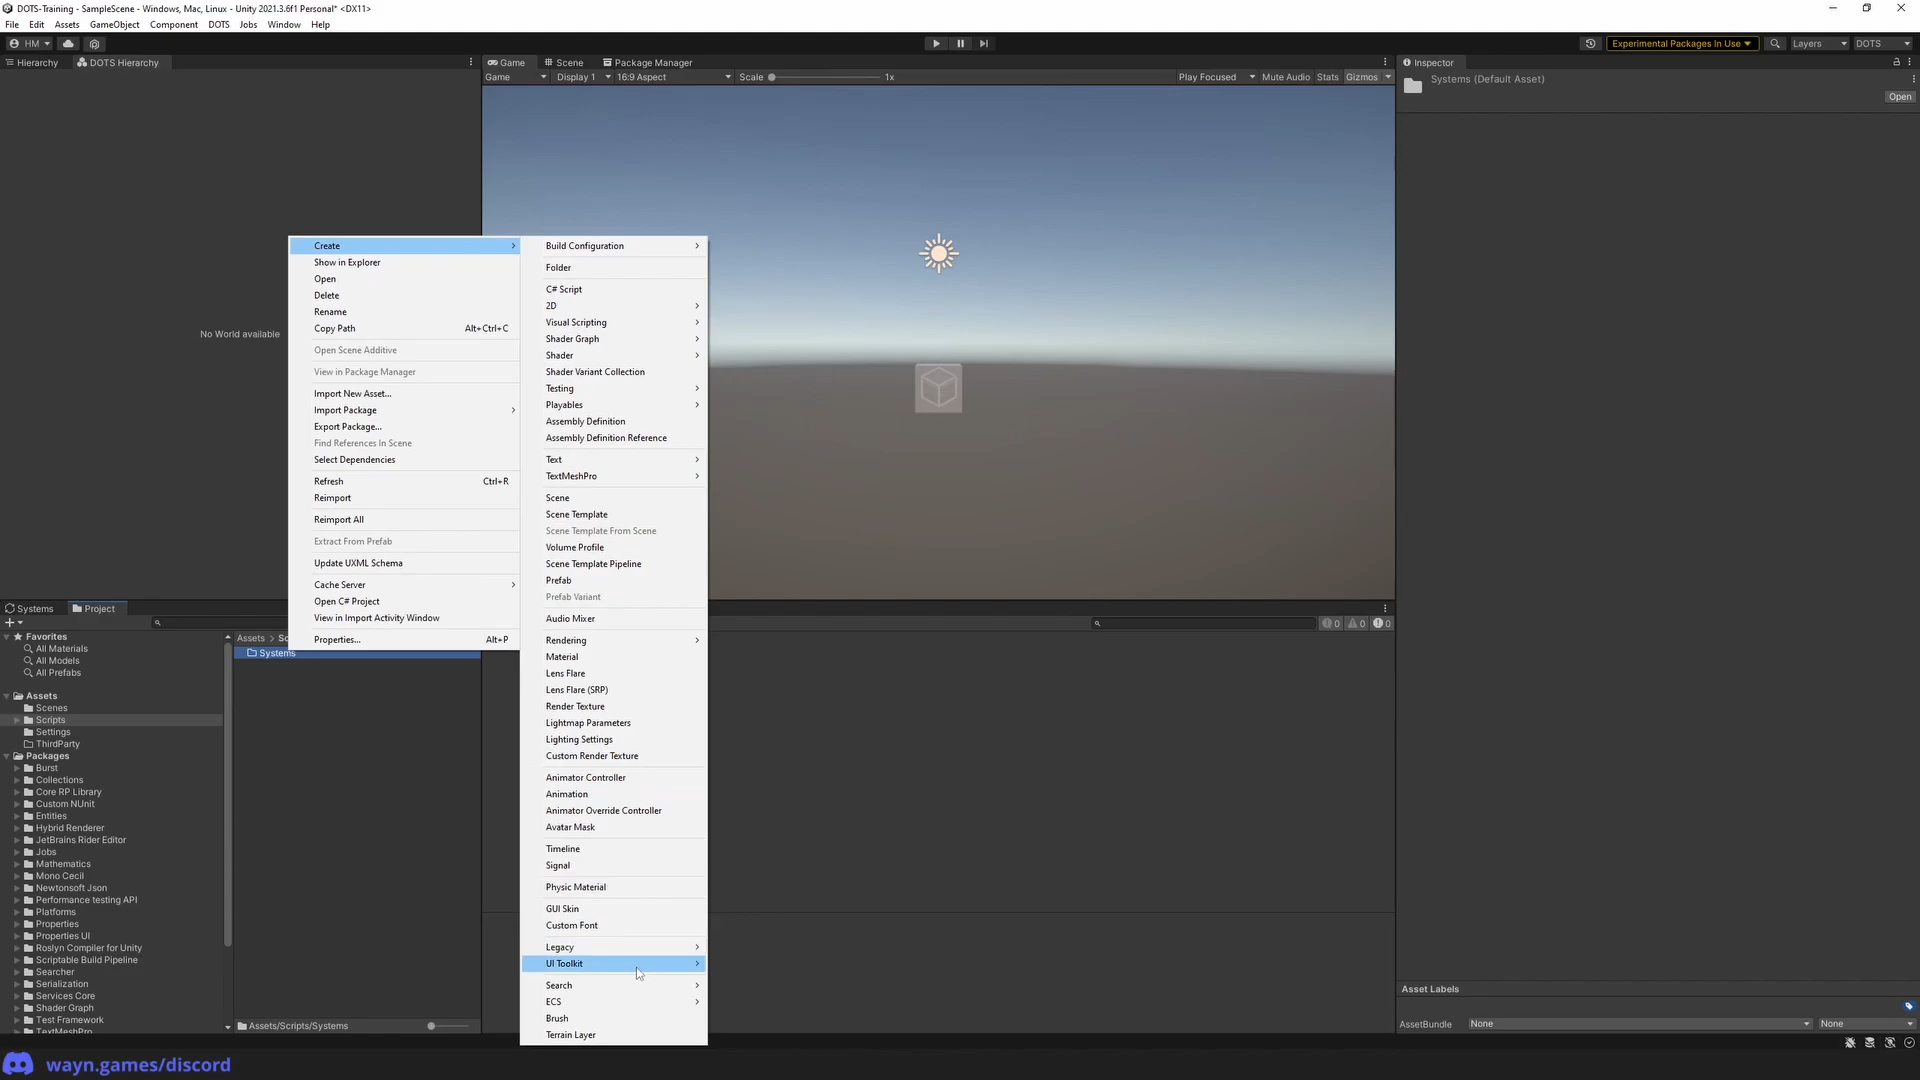 DOTS-Training - SampleScene - Windows, Mac, Linux - Unity 2021.3.6f1 Personal* <DX11>
File Edit Assets GameObject Component DOTS Jobs Window Help
HM
Experimental Packages In Use
Layers
DOTS
Hierarchy
DOTS Hierarchy
Game
Scene
Package Manager
Inspector
Game
Display 1
16:9 Aspect
Scale
1x
Play Focused
Mute Audio
Stats
Gizmos
Systems (Default Asset)
Open
No World available
Create
Show in Explorer
Open
Delete
Rename
Copy Path Alt+Ctrl+C
Open Scene Additive
View in Package Manager
Import New Asset...
Import Package
Export Package...
Find References In Scene
Select Dependencies
Refresh Ctrl+R
Reimport
Reimport All
Extract From Prefab
Update UXML Schema
Cache Server
Open C# Project
View in Import Activity Window
Properties... Alt+P
Build Configuration
Folder
C# Script
2D
Visual Scripting
Shader Graph
Shader
Shader Variant Collection
Testing
Playables
Assembly Definition
Assembly Definition Reference
Text
TextMeshPro
Scene
Scene Template
Scene Template From Scene
Volume Profile
Scene Template Pipeline
Prefab
Prefab Variant
Audio Mixer
Rendering
Material
Lens Flare
Lens Flare (SRP)
Render Texture
Lightmap Parameters
Lighting Settings
Custom Render Texture
Animator Controller
Animation
Animator Override Controller
Avatar Mask
Timeline
Signal
Physic Material
GUI Skin
Custom Font
Legacy
UI Toolkit
Search
ECS
Brush
Terrain Layer
Systems
Project
0 0 0
Favorites
All Materials
All Models
All Prefabs
Assets
Scenes
Scripts
Settings
ThirdParty
Packages
Burst
Collections
Core RP Library
Custom NUnit
Entities
Hybrid Renderer
JetBrains Rider Editor
Jobs
Mathematics
Mono Cecil
Newtonsoft Json
Performance testing API
Platforms
Properties
Properties UI
Roslyn Compiler for Unity
Scriptable Build Pipeline
Searcher
Serialization
Services Core
Shader Graph
Test Framework
TextMeshPro
Assets > Sc
Systems
Assets/Scripts/Systems
Asset Labels
AssetBundle None None
wayn.games/discord